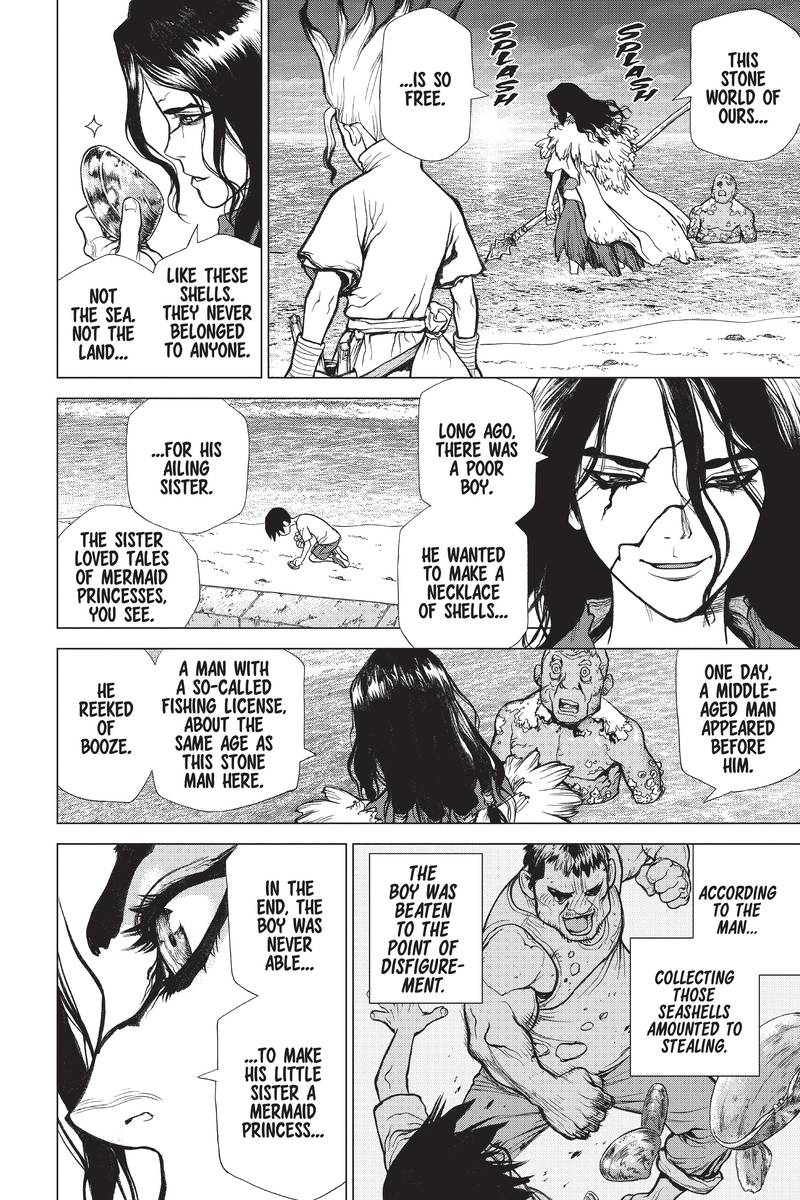 THIS
STONE
WORLD OF
OURS...
SPLASH
SPLASH
...IS SO
FREE.
LIKE THESE
SHELLS.
THEY NEVER
BELONGED
TO ANYONE.
NOT
THE SEA.
NOT THE
LAND...
LONG AGO,
THERE WAS
A POOR
BOY.
HE WANTED
TO MAKE A
NECKLACE
OF SHELLS...
...FOR HIS
AILING
SISTER.
THE SISTER
LOVED TALES
OF MERMAID
PRINCESSES,
YOU SEE.
ONE DAY,
A MIDDLE-
AGED MAN
APPEARED
BEFORE
HIM.
A MAN WITH
A SO-CALLED
FISHING LICENSE,
ABOUT THE
SAME AGE AS
THIS STONE
MAN HERE.
HE
REEKED
OF
BOOZE.
ACCORDING
TO THE
MAN...
COLLECTING
THOSE
SEASHELLS
AMOUNTED TO
STEALING.
THE
BOY WAS
BEATEN
TO THE
POINT OF
DISFIGURE-
MENT.
IN THE
END, THE
BOY WAS
NEVER
ABLE...
...TO MAKE
HIS LITTLE
SISTER A
MERMAID
PRINCESS...